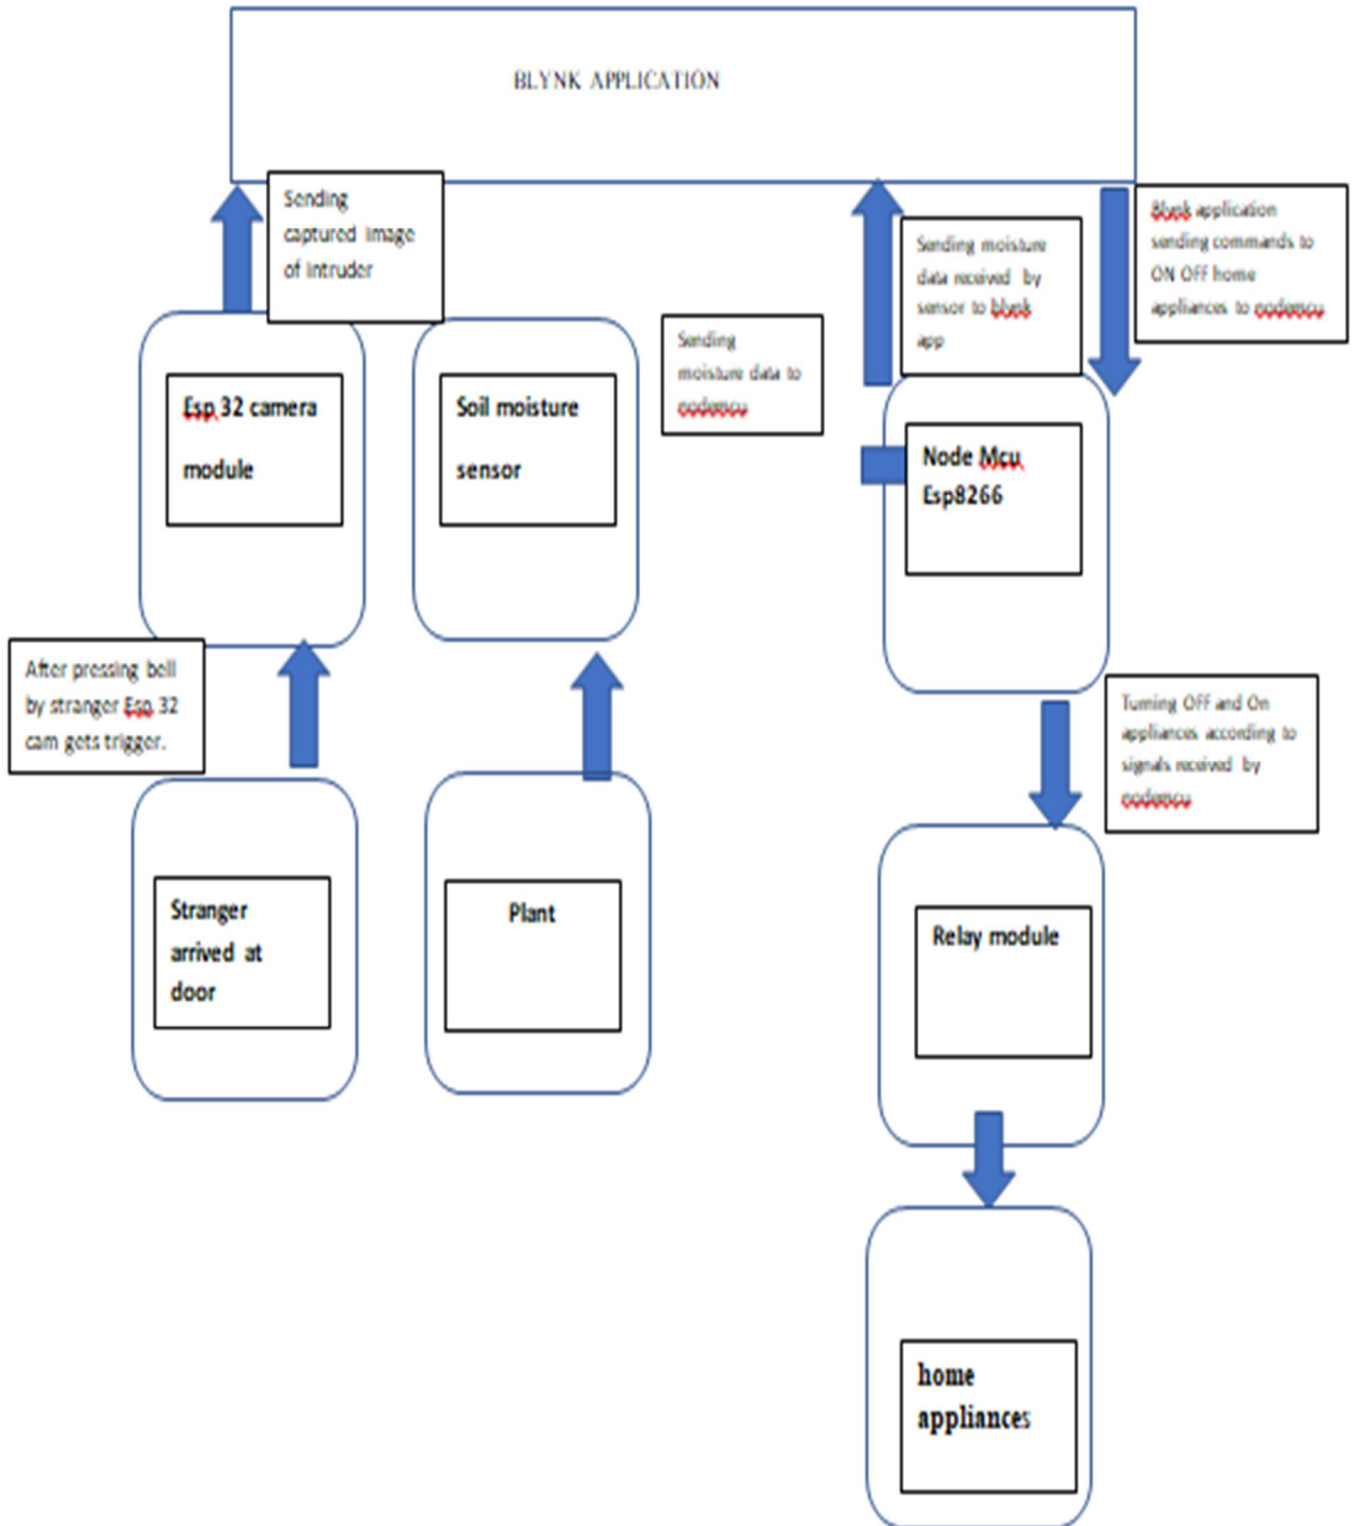 BLYNK APPLICATION
Sending
captured image
of intruder
Sending moisture
data received by
sensor to blynk
app
Blynk application
sending commands to
ON OFF home
appliances to nodemcu
Sending
moisture data to
nodemcu
Esp 32 camera
module
Soil moisture
sensor
Node Mcu
Esp8266
After pressing bell
by stranger Esp 32
cam gets trigger.
Turning OFF and On
appliances according to
signals received by
nodemcu
Stranger
arrived at
door
Plant
Relay module
home
appliances